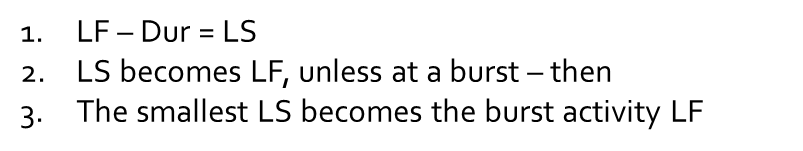 1. LF – Dur = LS
2. LS becomes LF, unless at a burst – then
3. The smallest LS becomes the burst activity LF